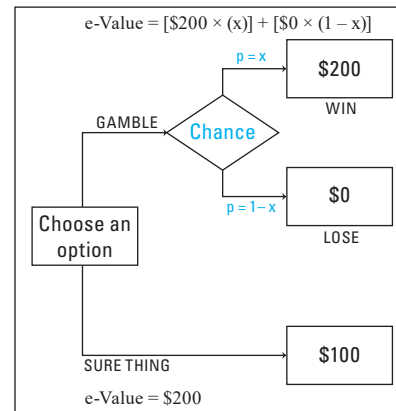 e-Value = [$200 × (x)] + [$0 × (1 – x)]
p = x
$200
WIN
GAMBLE
Chance
p = 1– x
$0
LOSE
Choose an
option
$100
SURE THING
e-Value = $200